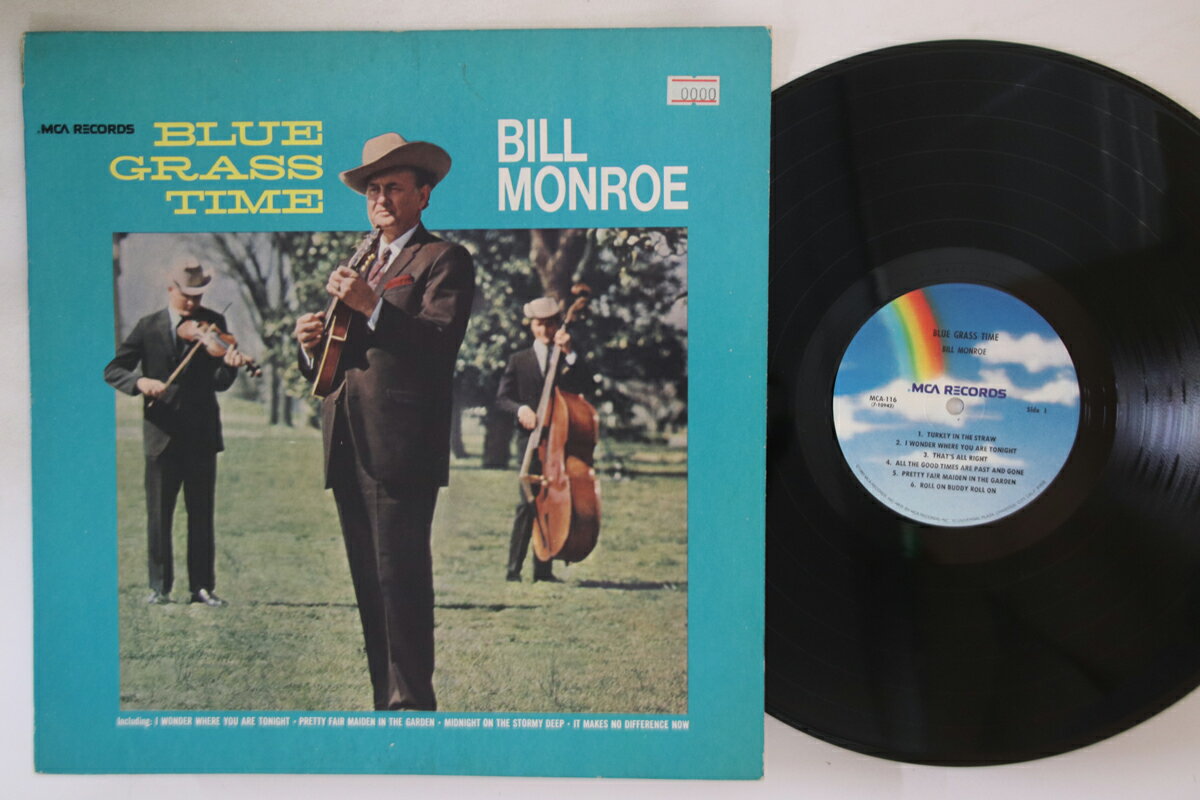 MCA RECORDS
BLUE
GRASS
TIME
BILL
MONROE
0000
Including: I WONDER WHERE YOU ARE TONIGHT • PRETTY FAIR MAIDEN IN THE GARDEN • MIDNIGHT ON THE STORMY DEEP • IT MAKES NO DIFFERENCE NOW
BLUE GRASS TIME
BILL MONROE
MCA RECORDS
MCA-116
(7-10942)
Side 1
1. TURKEY IN THE STRAW
2. I WONDER WHERE YOU ARE TONIGHT
3. THAT'S ALL RIGHT
4. ALL THE GOOD TIMES ARE PAST AND GONE
5. PRETTY FAIR MAIDEN IN THE GARDEN
6. ROLL ON BUDDY ROLL ON